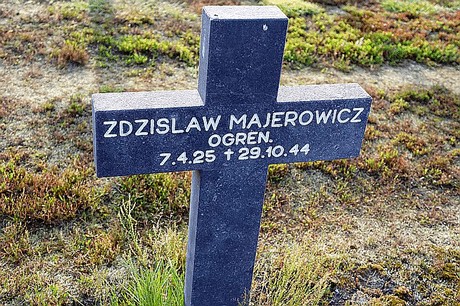 ZDZISLAW MAJEROWICZ
OGREN.
7.4.25 † 29.10.44